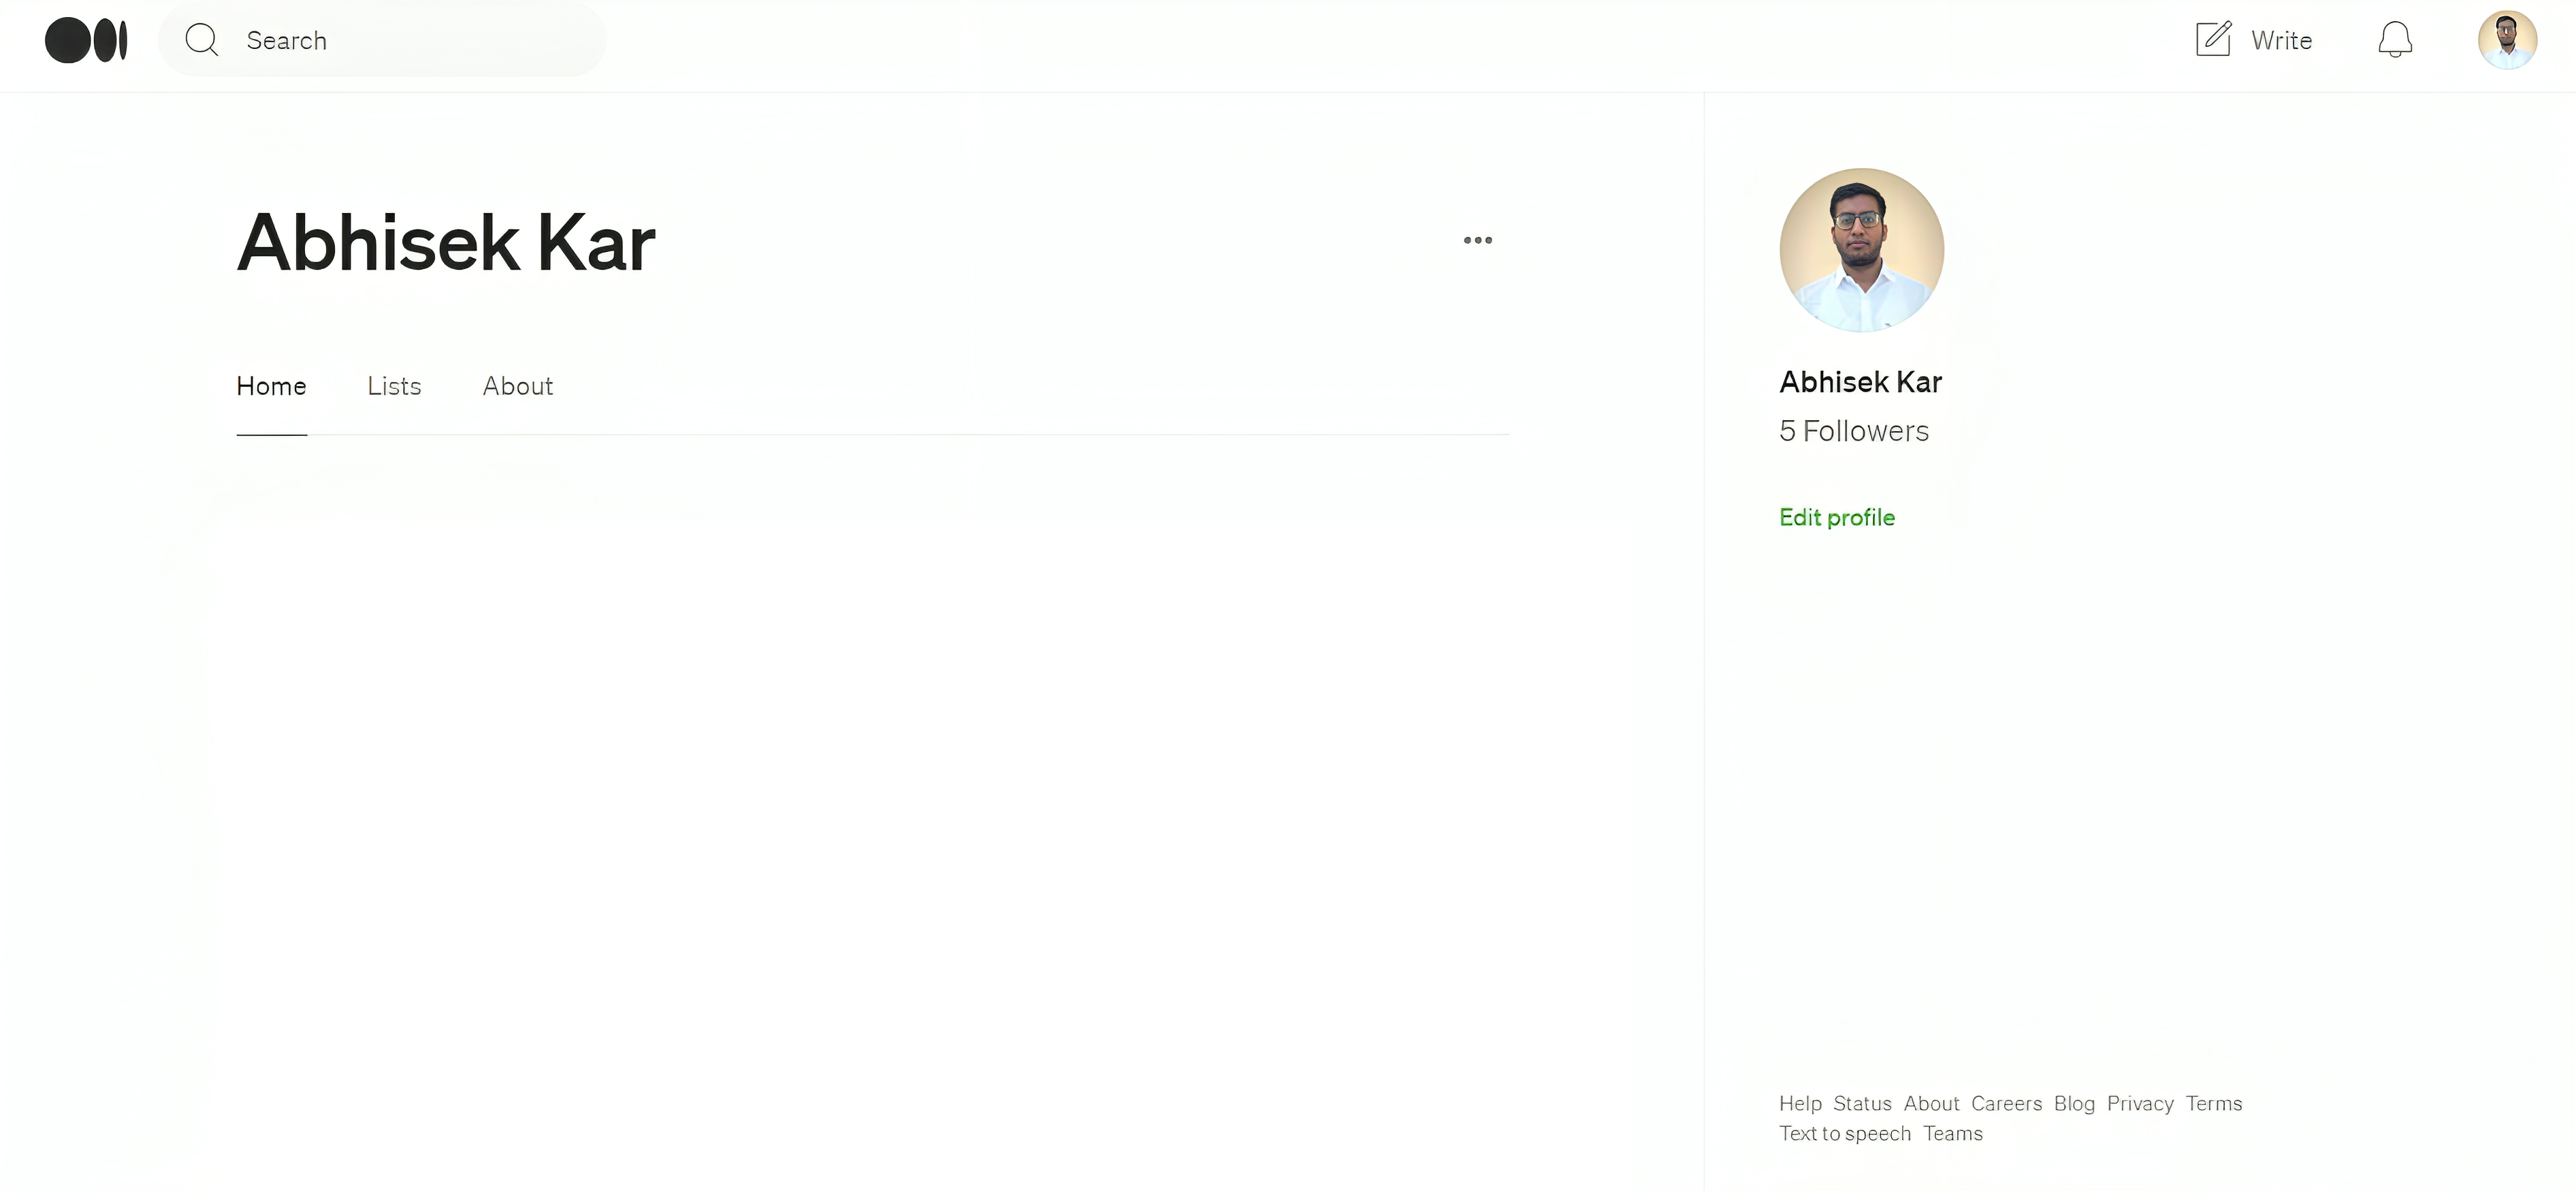 Search
Write
Abhisek Kar
Home Lists About
Abhisek Kar
5 Followers
Edit profile
Help Status About Careers Blog Privacy Terms
Text to speech Teams